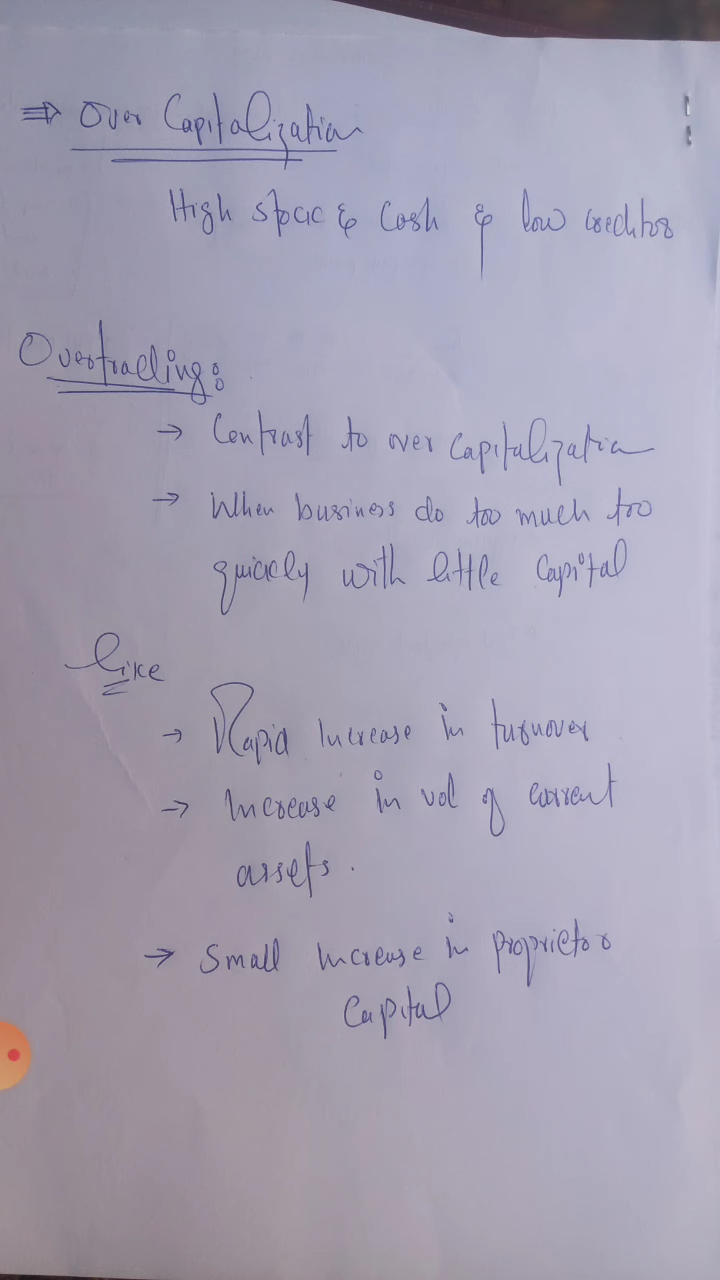 ⇒ Over Capitalization
High stock & Cash & low creditors
Overtrading:
→ Contrast to over capitalization
→ When business do too much too
quickly with little Capital
like
→ Rapid Increase in turnover
→ Increase in vol of current
assets.
→ Small Increase in proprietor
Capital